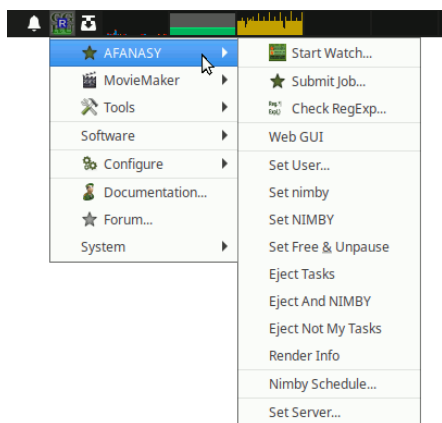 AFANASY
MovieMaker
Tools
Software
Configure
Documentation...
Forum...
System
Start Watch...
Submit Job...
Check RegExp...
Web GUI
Set User...
Set nimby
Set NIMBY
Set Free & Unpause
Eject Tasks
Eject And NIMBY
Eject Not My Tasks
Render Info
Nimby Schedule...
Set Server...